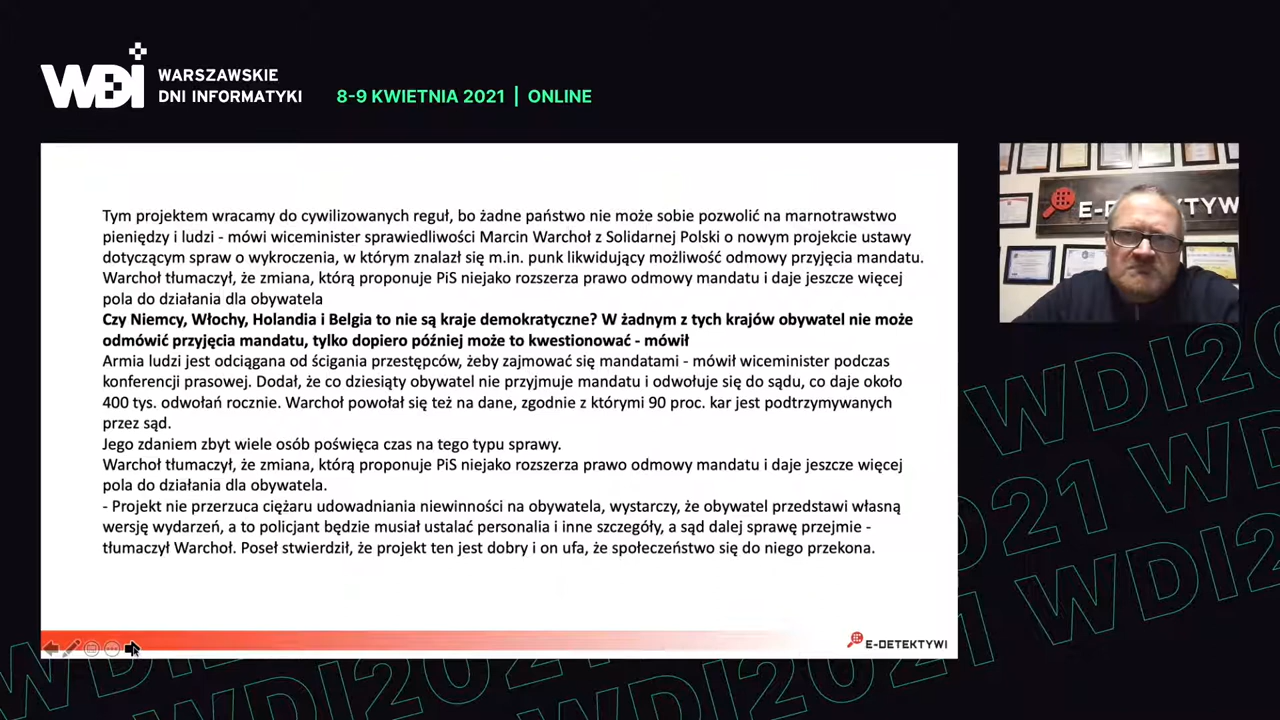 WDI
WARSZAWSKIE
DNI INFORMATYKI
8-9 KWIETNIA 2021 | ONLINE
Tym projektem wracamy do cywilizowanych reguł, bo żadne państwo nie może sobie pozwolić na marnotrawstwo
pieniędzy i ludzi - mówi wiceminister sprawiedliwości Marcin Warchoł z Solidarnej Polski o nowym projekcie ustawy
dotyczącym spraw o wykroczenia, w którym znalazł się m.in. punk likwidujący możliwość odmowy przyjęcia mandatu.
Warchoł tłumaczył, że zmiana, którą proponuje PiS niejako rozszerza prawo odmowy mandatu i daje jeszcze więcej
pola do działania dla obywatela
Czy Niemcy, Włochy, Holandia i Belgia to nie są kraje demokratyczne? W żadnym z tych krajów obywatel nie może
odmówić przyjęcia mandatu, tylko dopiero później może to kwestionować - mówił
Armia ludzi jest odciągana od ścigania przestępców, żeby zajmować się mandatami - mówił wiceminister podczas
konferencji prasowej. Dodał, że co dziesiąty obywatel nie przyjmuje mandatu i odwołuje się do sądu, co daje około
400 tys. odwołań rocznie. Warchoł powołał się też na dane, zgodnie z którymi 90 proc. kar jest podtrzymywanych
przez sąd.
Jego zdaniem zbyt wiele osób poświęca czas na tego typu sprawy.
Warchoł tłumaczył, że zmiana, którą proponuje PiS niejako rozszerza prawo odmowy mandatu i daje jeszcze więcej
pola do działania dla obywatela.
- Projekt nie przerzuca ciężaru udowadniania niewinności na obywatela, wystarczy, że obywatel przedstawi własną
wersję wydarzeń, a to policjant będzie musiał ustalać personalia i inne szczegóły, a sąd dalej sprawę przejmie -
tłumaczył Warchoł. Poseł stwierdził, że projekt ten jest dobry i on ufa, że społeczeństwo się do niego przekona.
E-DETEKTYWI
E-DETEKTYW
WDI20
2021 WDI2
WDI20
WDI2021 WDI2021
WDI2021